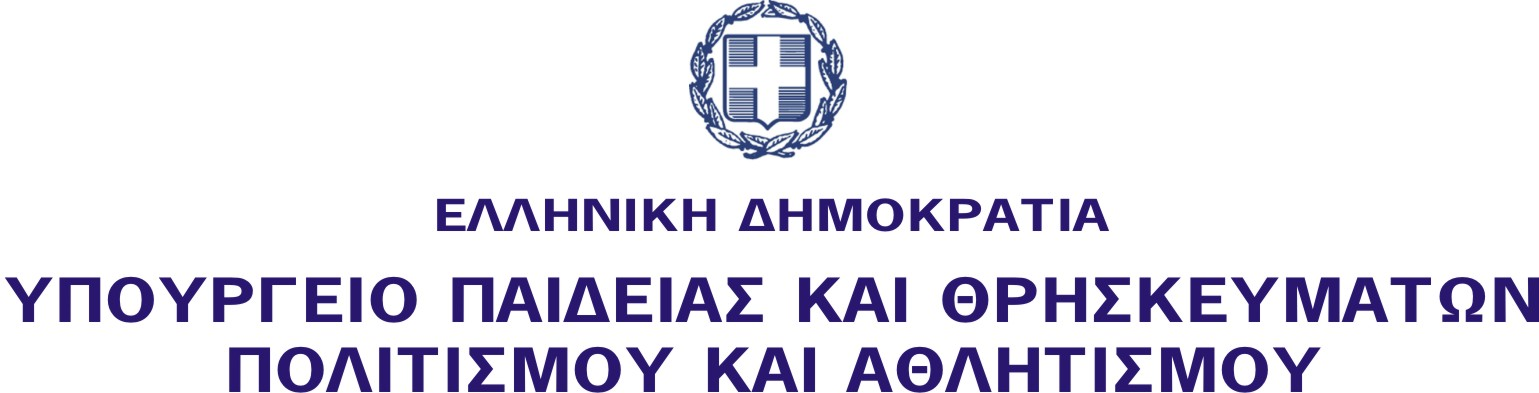 ΕΛΛΗΝΙΚΗ ΔΗΜΟΚΡΑΤΙΑ
ΥΠΟΥΡΓΕΙΟ ΠΑΙΔΕΙΑΣ ΚΑΙ ΘΡΗΣΚΕΥΜΑΤΩΝ
ΠΟΛΙΤΙΣΜΟΥ ΚΑΙ ΑΘΛΗΤΙΣΜΟΥ